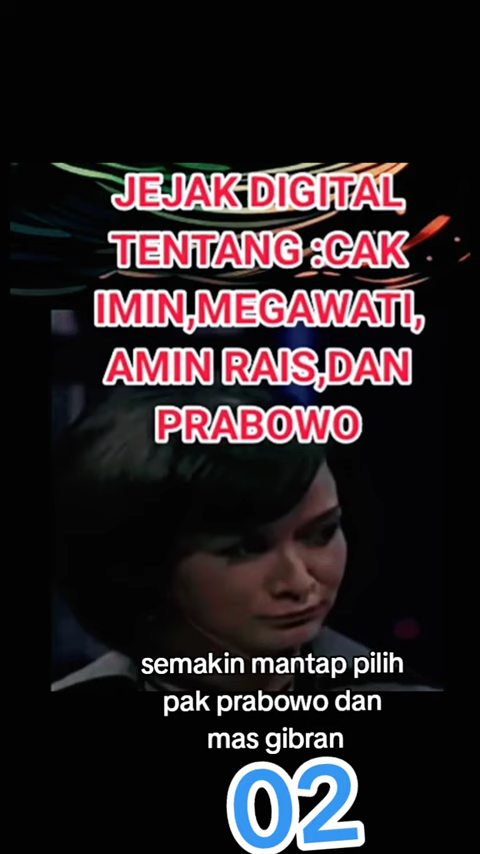 JEJAK DIGITAL
TENTANG :CAK
IMIN,MEGAWATI,
AMIN RAIS,DAN
PRABOWO
semakin mantap pilih
pak prabowo dan
mas gibran
02